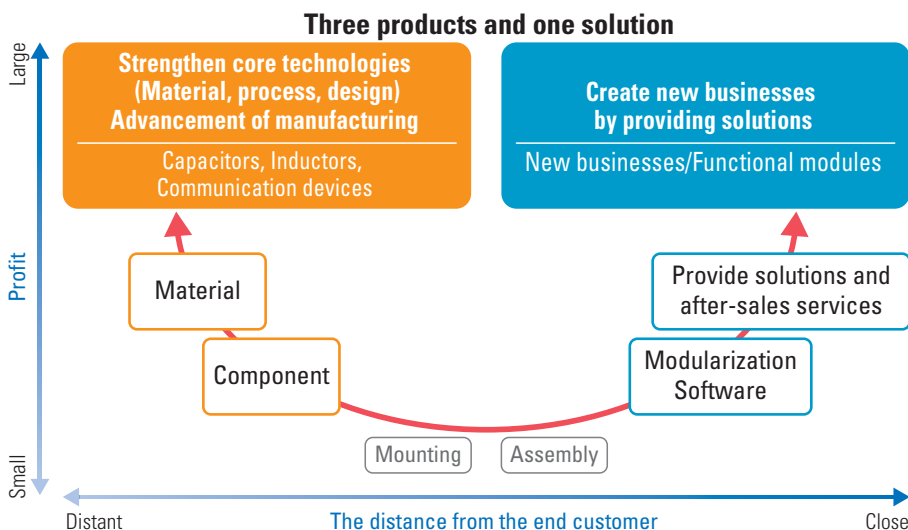 Three products and one solution
Large
Profit
Small
Strengthen core technologies
(Material, process, design)
Advancement of manufacturing
Capacitors, Inductors,
Communication devices
Create new businesses
by providing solutions
New businesses/Functional modules
Material
Component
Provide solutions and
after-sales services
Modularization
Software
Mounting
Assembly
Distant
The distance from the end customer
Close